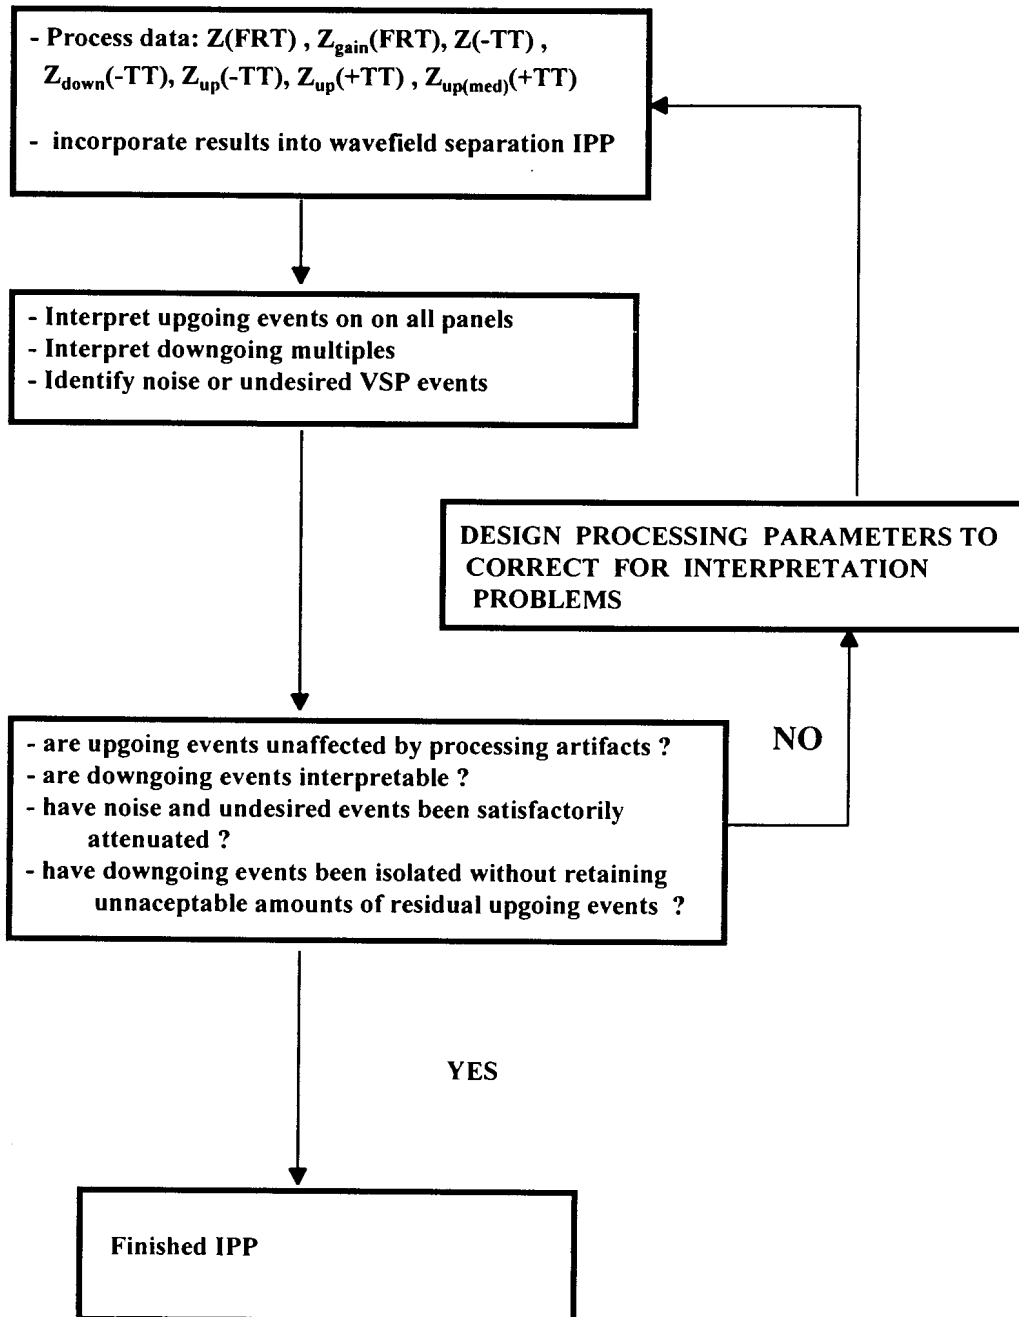 - Process data: Z(FRT) , Zgain(FRT), Z(-TT) ,
Zdown(-TT), Zup(-TT), Zup(+TT) , Zup(med)(+TT)
- incorporate results into wavefield separation IPP
- Interpret upgoing events on on all panels
- Interpret downgoing multiples
- Identify noise or undesired VSP events
DESIGN PROCESSING PARAMETERS TO
CORRECT FOR INTERPRETATION
PROBLEMS
- are upgoing events unaffected by processing artifacts ?
- are downgoing events interpretable ?
- have noise and undesired events been satisfactorily
attenuated ?
- have downgoing events been isolated without retaining
unnaceptable amounts of residual upgoing events ?
NO
YES
Finished IPP